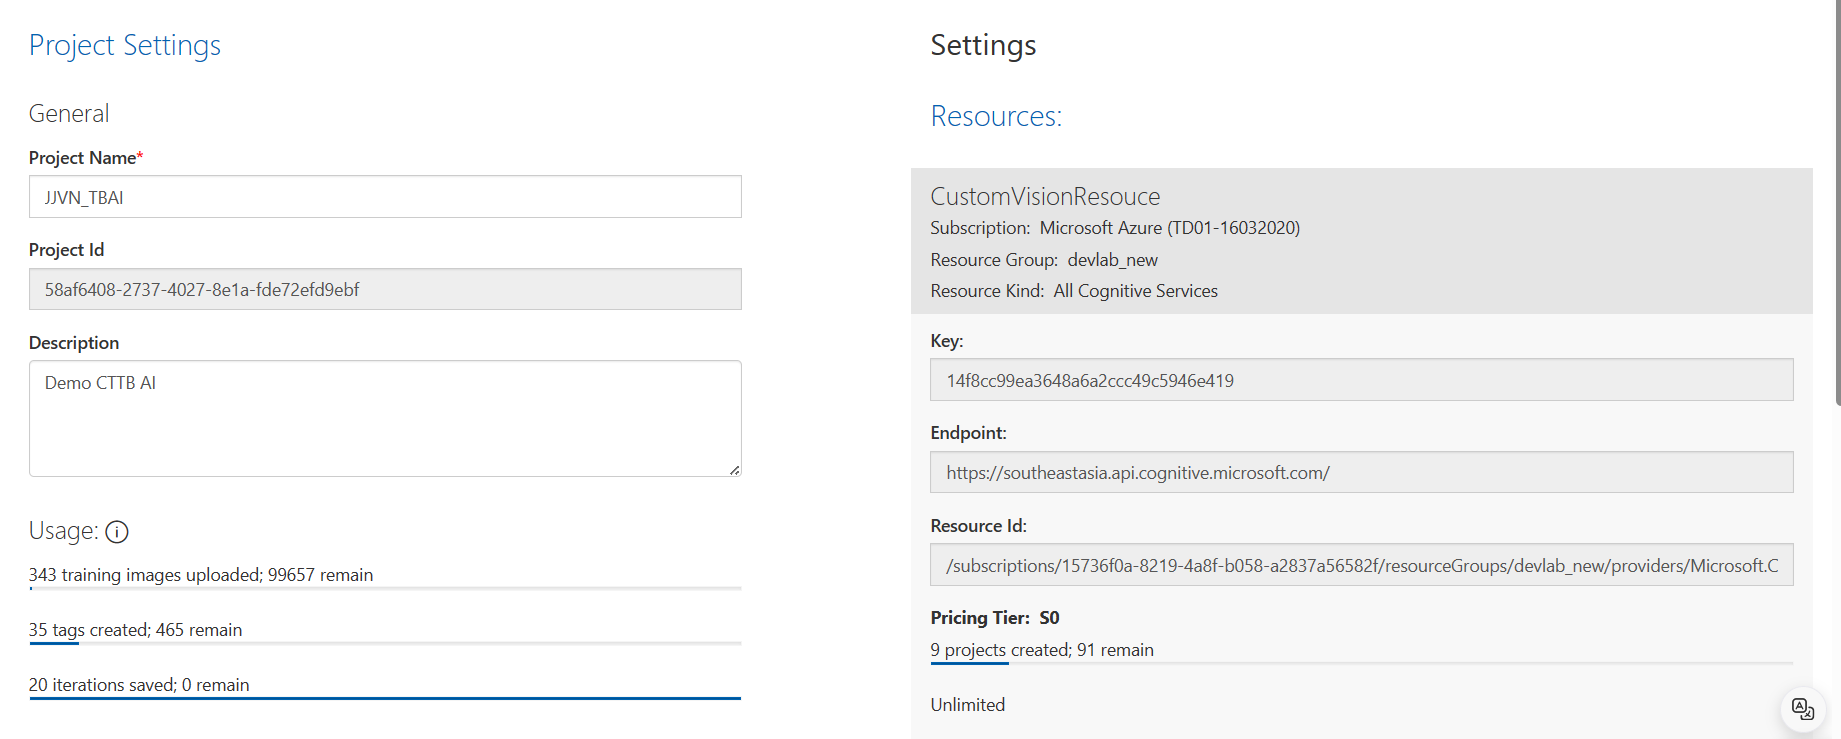 Project Settings
General
Project Name*
JJVN_TBAI
Project Id
58af6408-2737-4027-8e1a-fde72efd9ebf
Description
Demo CTTB AI
Usage:
343 training images uploaded; 99657 remain
35 tags created; 465 remain
20 iterations saved; 0 remain
Settings
Resources:
CustomVisionResouce
Subscription: Microsoft Azure (TD01-16032020)
Resource Group: devlab_new
Resource Kind: All Cognitive Services
Key:
14f8cc99ea3648a6a2ccc49c5946e419
Endpoint:
https://southeastasia.api.cognitive.microsoft.com/
Resource Id:
/subscriptions/15736f0a-8219-4a8f-b058-a2837a56582f/resourceGroups/devlab_new/providers/Microsoft.C
Pricing Tier: S0
9 projects created; 91 remain
Unlimited